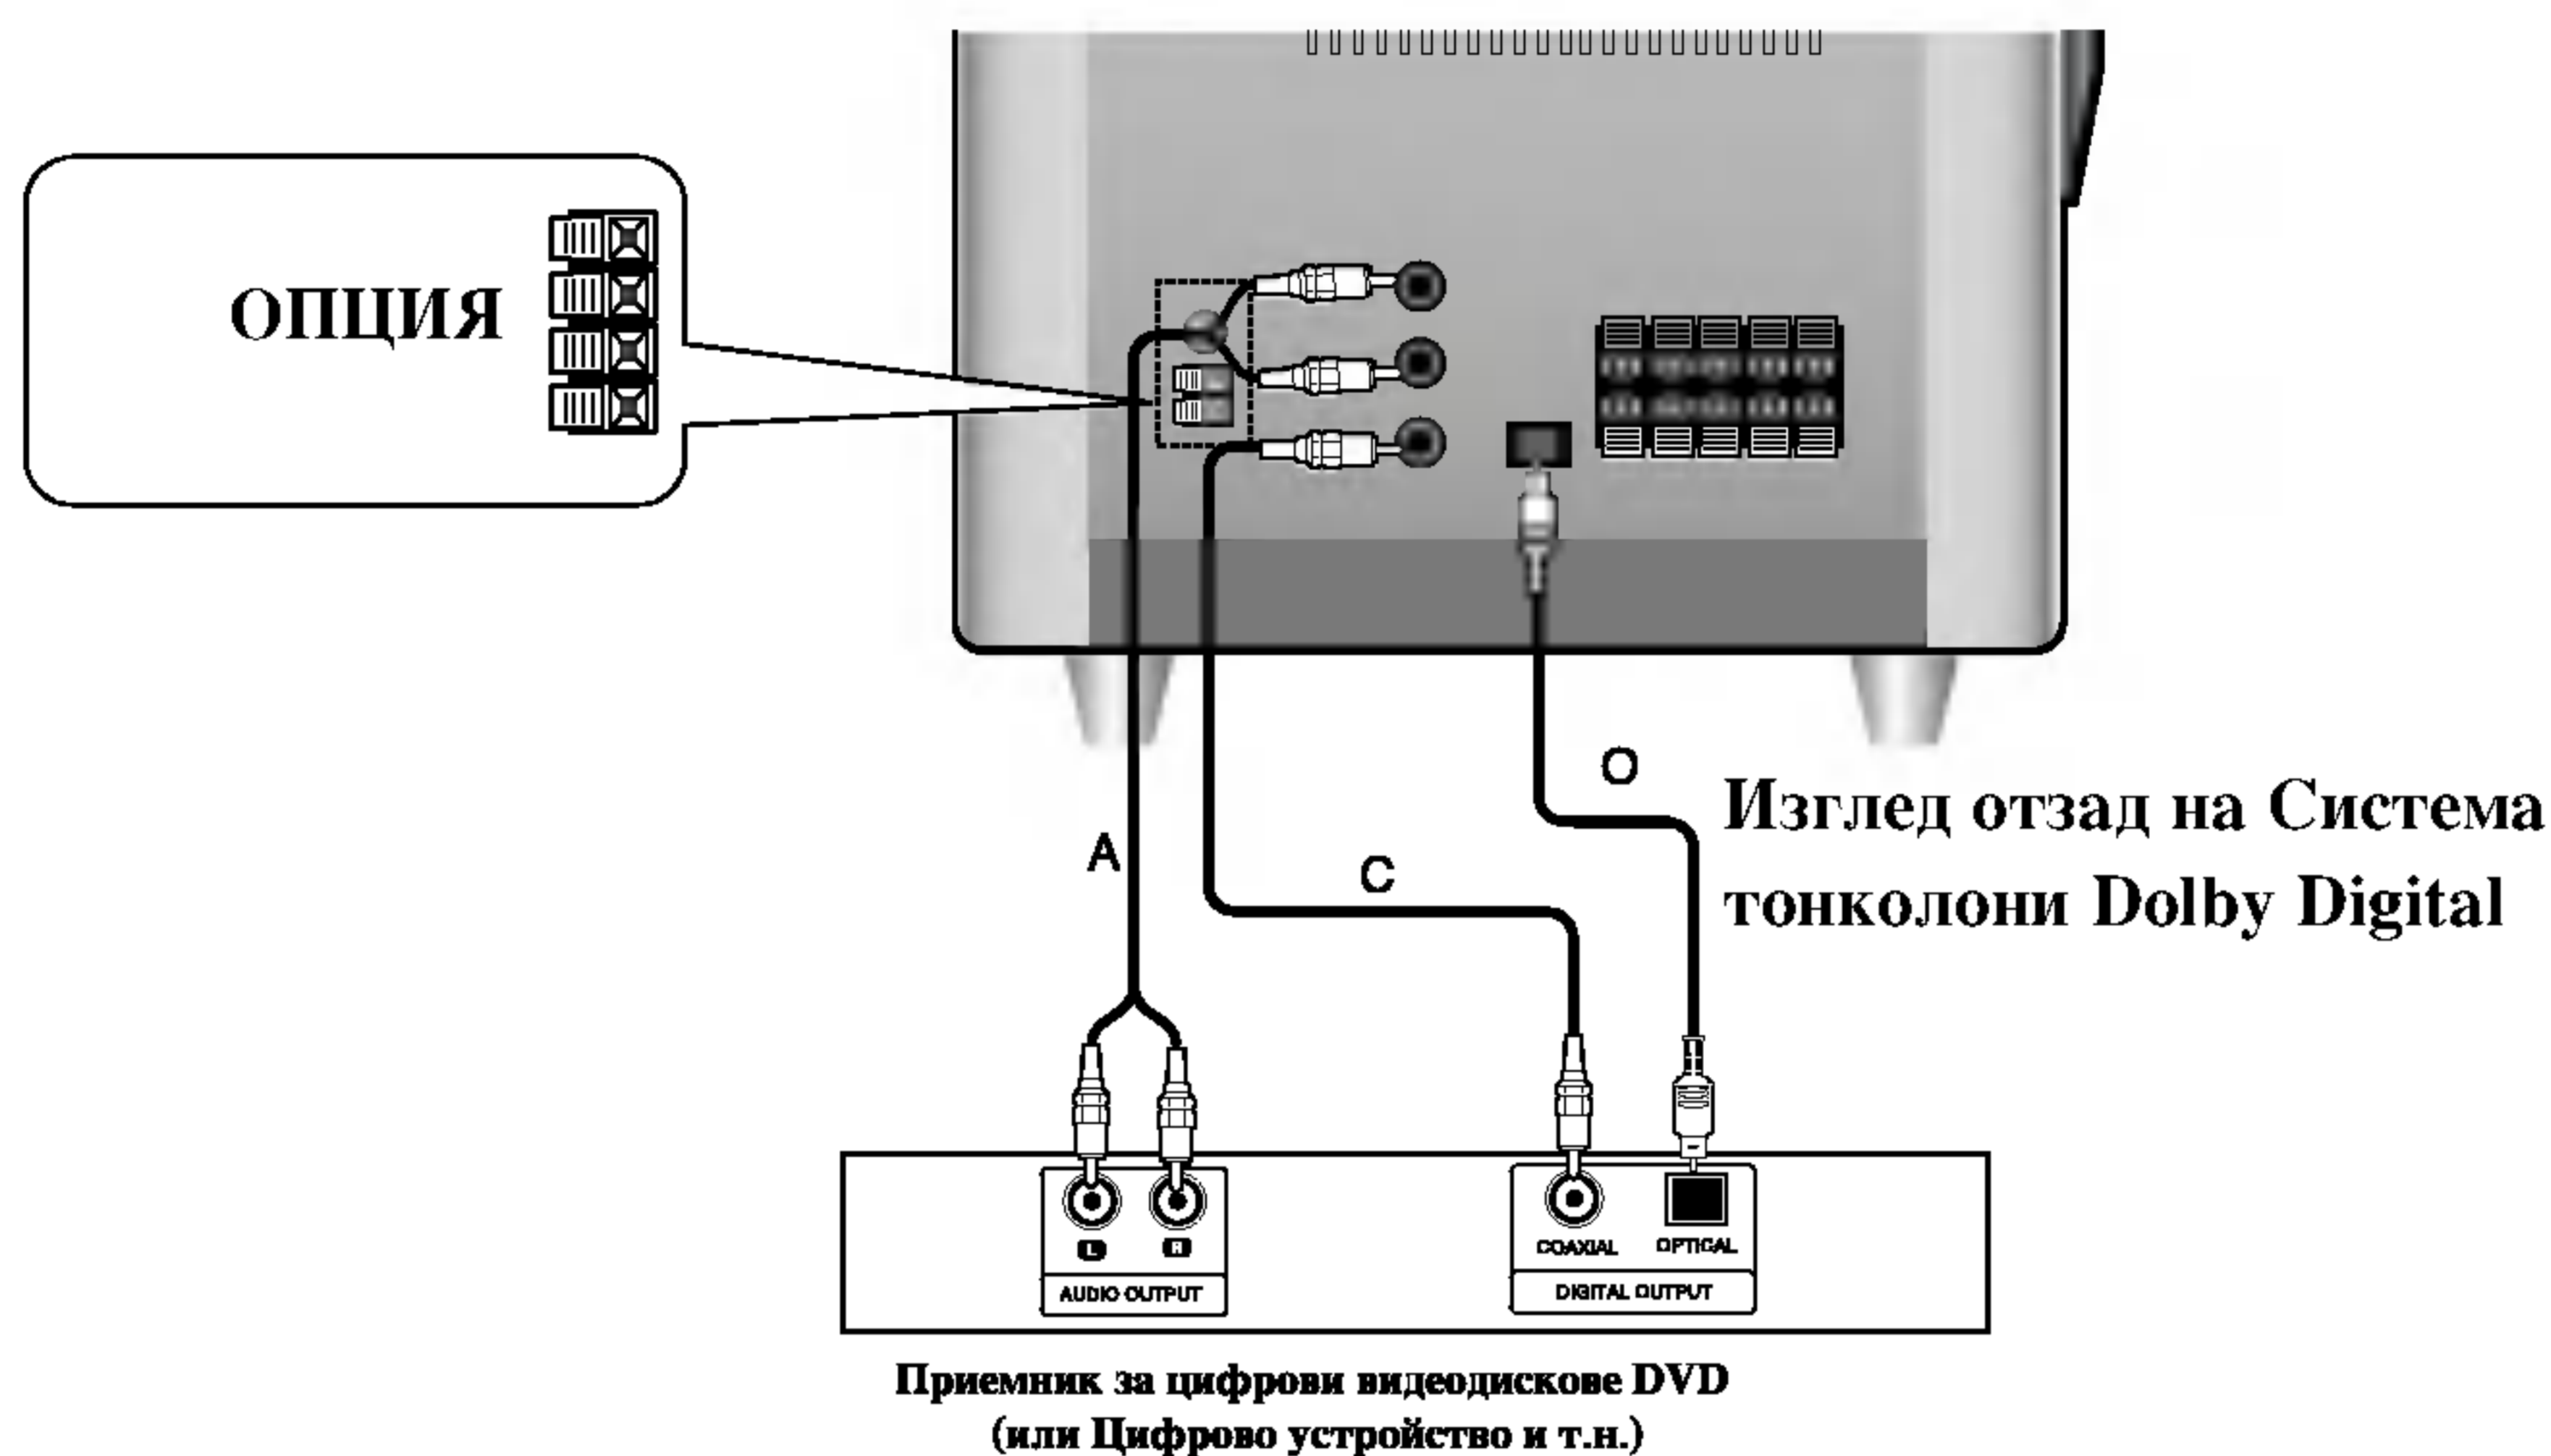 ОПЦИЯ
O
Изглед отзад на Система
тонколони Dolby Digital
A
C
L R
COAXIAL OPTICAL
AUDIO OUTPUT
DIGITAL OUTPUT
Приемник за цифрови видеодискове DVD
(или Цифрово устройство и т.н.)